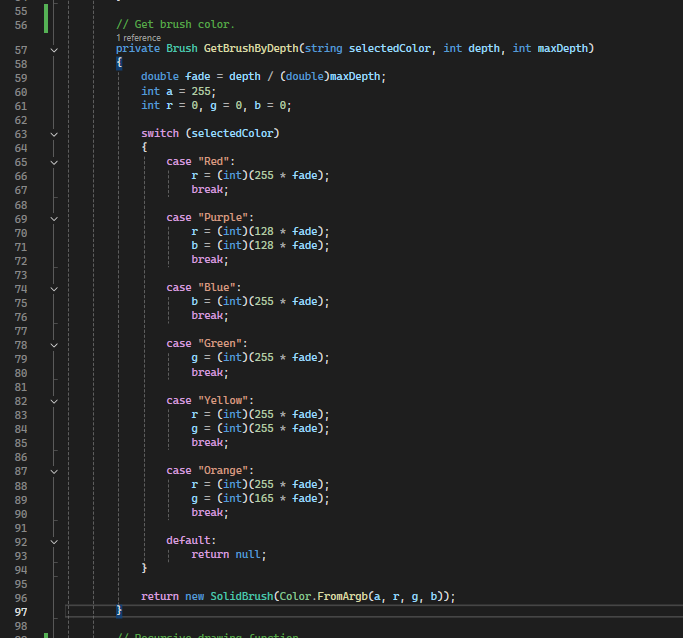 55
56 // Get brush color.
1 reference
57 private Brush GetBrushByDepth(string selectedColor, int depth, int maxDepth)
58 {
59 double fade = depth / (double)maxDepth;
60 int a = 255;
61 int r = 0, g = 0, b = 0;
62
63 switch (selectedColor)
64 {
65 case "Red":
66 r = (int)(255 * fade);
67 break;
68
69 case "Purple":
70 r = (int)(128 * fade);
71 b = (int)(128 * fade);
72 break;
73
74 case "Blue":
75 b = (int)(255 * fade);
76 break;
77
78 case "Green":
79 g = (int)(255 * fade);
80 break;
81
82 case "Yellow":
83 r = (int)(255 * fade);
84 g = (int)(255 * fade);
85 break;
86
87 case "Orange":
88 r = (int)(255 * fade);
89 g = (int)(165 * fade);
90 break;
91
92 default:
93 return null;
94 }
95
96 return new SolidBrush(Color.FromArgb(a, r, g, b));
97 }
98
// Recursive drawing function